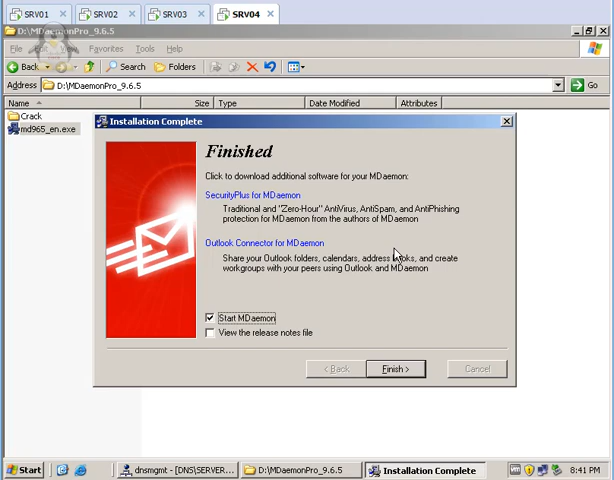 SRV01 SRV02 SRV03 SRV04
D:\MDaemonPro_9.6.5
File Edit View Favorites Tools Help
Back Search Folders
Address D:\MDaemonPro_9.6.5 Go
Name Size Type Date Modified Attributes
Crack
md965_en.exe
Installation Complete
Finished
Click to download additional software for your MDaemon:
SecurityPlus for MDaemon
Traditional and "Zero-Hour" AntiVirus, AntiSpam, and AntiPhishing
protection for MDaemon from the authors of MDaemon
Outlook Connector for MDaemon
Share your Outlook folders, calendars, address books, and create
workgroups with your peers using Outlook and MDaemon
Start MDaemon
View the release notes file
< Back Finish > Cancel
Start dnsmgmt - [DNS\SERVER... D:\MDaemonPro_9.6.5 Installation Complete 8:41 PM